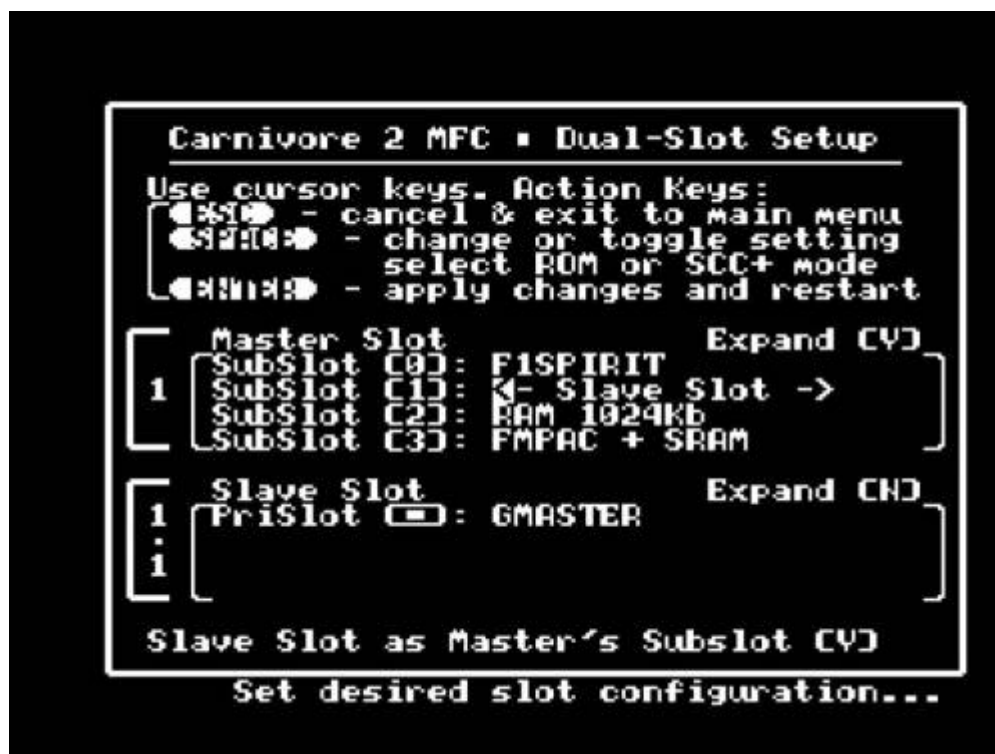 Carnivore 2 MFC ▪ Dual-Slot Setup
Use cursor keys. Action Keys:
ESC - cancel & exit to main menu
SPACE - change or toggle setting
select ROM or SCC+ mode
ENTER - apply changes and restart
Master Slot Expand [Y]
SubSlot [0]: F1SPIRIT
1 SubSlot [1]: <- Slave Slot ->
SubSlot [2]: RAM 1024Kb
SubSlot [3]: FMPAC + SRAM
Slave Slot Expand [N]
1 PriSlot [▪]: GMASTER
.
1
Slave Slot as Master's Subslot [Y]
Set desired slot configuration...